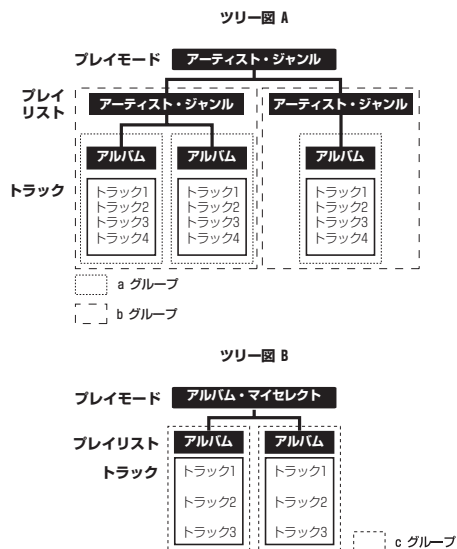 ツリー図 A
プレイモード アーティスト・ジャンル
プレイ
リスト
アーティスト・ジャンル アーティスト・ジャンル
アルバム アルバム アルバム
トラック
トラック1 トラック1 トラック1
トラック2 トラック2 トラック2
トラック3 トラック3 トラック3
トラック4 トラック4 トラック4
a グループ
b グループ
ツリー図 B
プレイモード アルバム・マイセレクト
プレイリスト アルバム アルバム
トラック トラック1 トラック1
トラック2 トラック2
トラック3 トラック3
c グループ